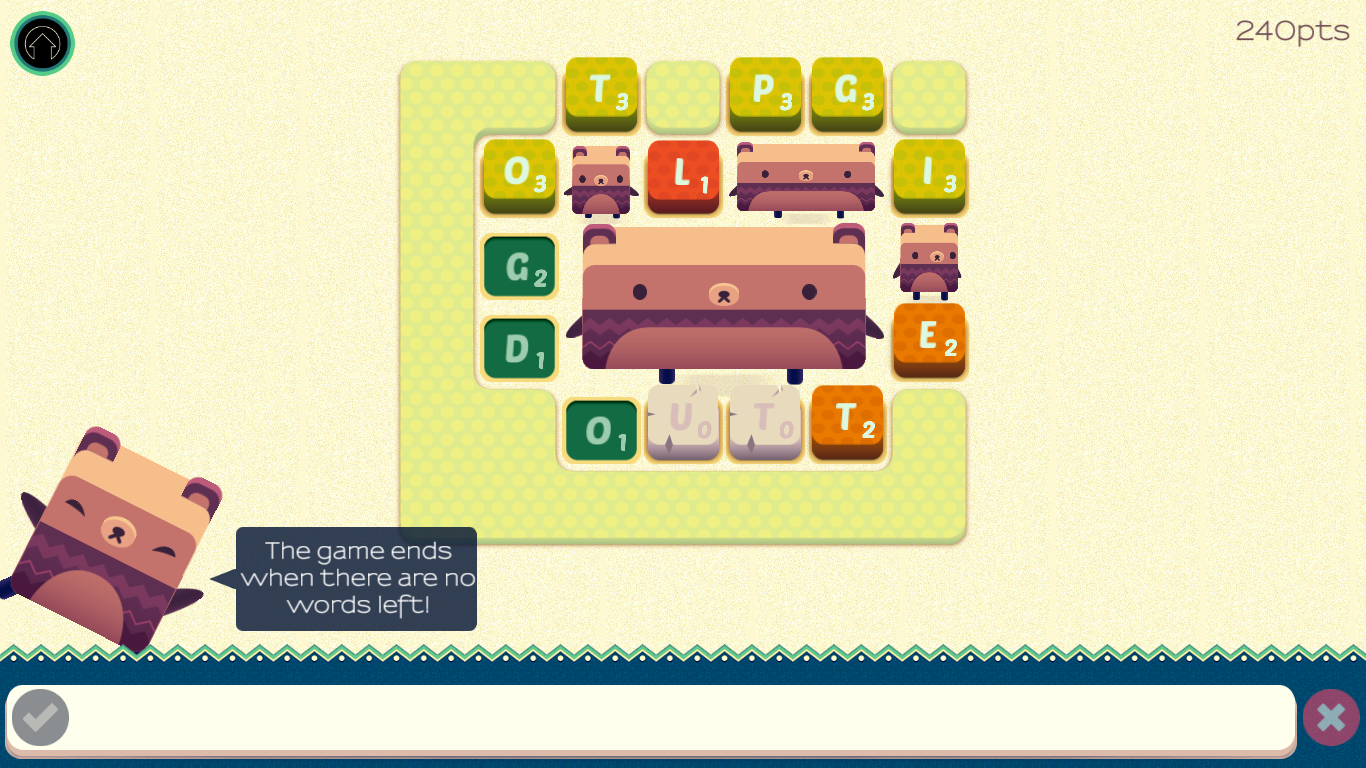 240pts
T3 P3 G3
O3 L1 I3
G2
D1 E2
O1 U0 T0 T2
The game ends
when there are no
words left!